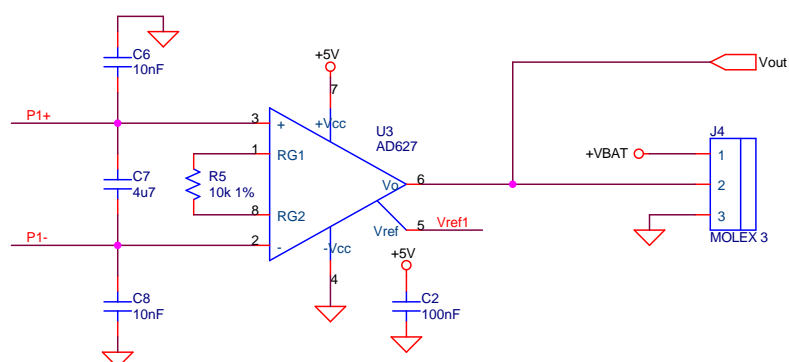 C6
10nF
+5V
7
Vout
P1+
3
+
+Vcc
U3
AD627
J4
1
RG1
+VBAT
1
C7
4u7
R5
10k 1%
Vo
6
2
8
RG2
Vref
5
Vref1
3
P1-
2
-
-Vcc
MOLEX 3
+5V
4
C8
10nF
C2
100nF